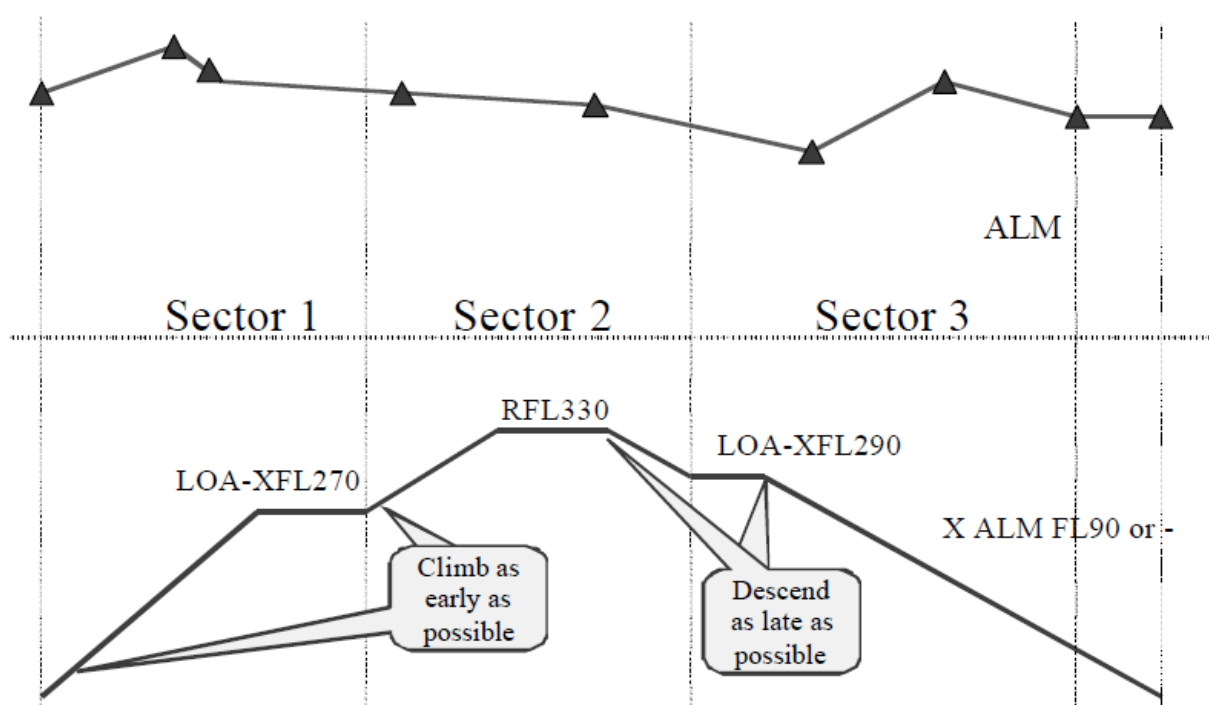 ALM
Sector 1
Sector 2
Sector 3
RFL330
LOA-XFL290
LOA-XFL270
X ALM FL90 or -
Climb as
early as
possible
Descend
as late as
possible